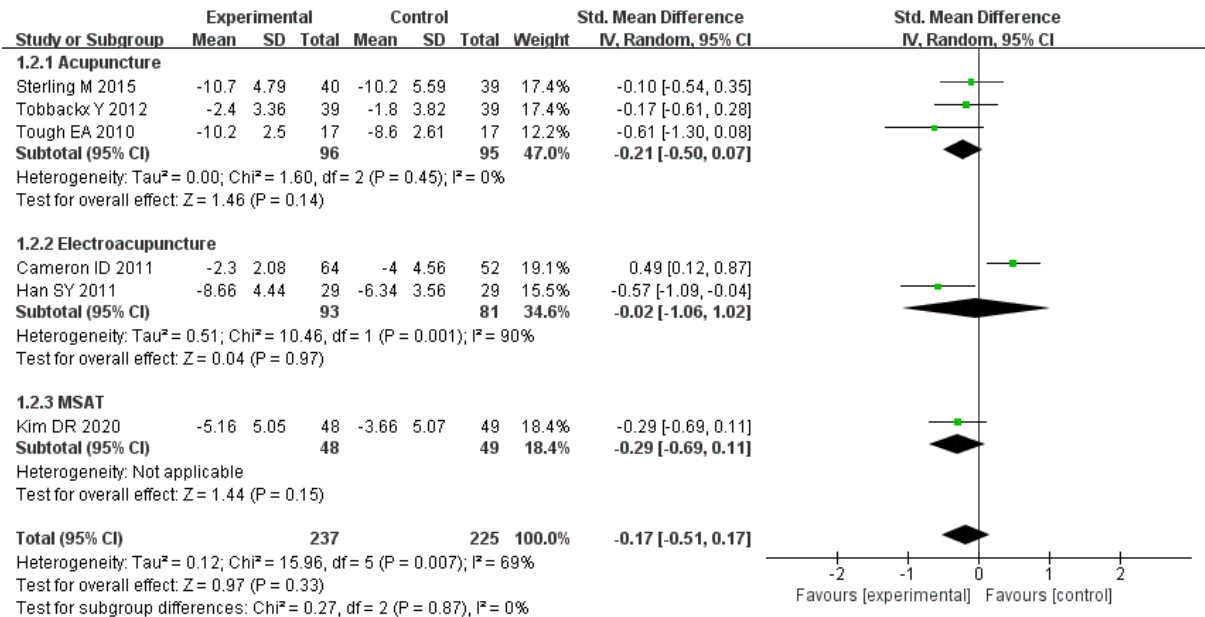 Experimental Control Std. Mean Difference Std. Mean Difference
Study or Subgroup Mean SD Total Mean SD Total Weight IV, Random, 95% CI IV, Random, 95% CI
1.2.1 Acupuncture
Sterling M 2015 -10.7 4.79 40 -10.2 5.59 39 17.4% -0.10 [-0.54, 0.35]
Tobbackx Y 2012 -2.4 3.36 39 -1.8 3.82 39 17.4% -0.17 [-0.61, 0.28]
Tough EA 2010 -10.2 2.5 17 -8.6 2.61 17 12.2% -0.61 [-1.30, 0.08]
Subtotal (95% CI) 96 95 47.0% -0.21 [-0.50, 0.07]
Heterogeneity: Tau² = 0.00; Chi² = 1.60, df = 2 (P = 0.45); I² = 0%
Test for overall effect: Z = 1.46 (P = 0.14)
1.2.2 Electroacupuncture
Cameron ID 2011 -2.3 2.08 64 -4 4.56 52 19.1% 0.49 [0.12, 0.87]
Han SY 2011 -8.66 4.44 29 -6.34 3.56 29 15.5% -0.57 [-1.09, -0.04]
Subtotal (95% CI) 93 81 34.6% -0.02 [-1.06, 1.02]
Heterogeneity: Tau² = 0.51; Chi² = 10.46, df = 1 (P = 0.001); I² = 90%
Test for overall effect: Z = 0.04 (P = 0.97)
1.2.3 MSAT
Kim DR 2020 -5.16 5.05 48 -3.66 5.07 49 18.4% -0.29 [-0.69, 0.11]
Subtotal (95% CI) 48 49 18.4% -0.29 [-0.69, 0.11]
Heterogeneity: Not applicable
Test for overall effect: Z = 1.44 (P = 0.15)
Total (95% CI) 237 225 100.0% -0.17 [-0.51, 0.17]
Heterogeneity: Tau² = 0.12; Chi² = 15.96, df = 5 (P = 0.007); I² = 69%
Test for overall effect: Z = 0.97 (P = 0.33)
Test for subgroup differences: Chi² = 0.27, df = 2 (P = 0.87), I² = 0%
-2 -1 0 1 2
Favours [experimental] Favours [control]